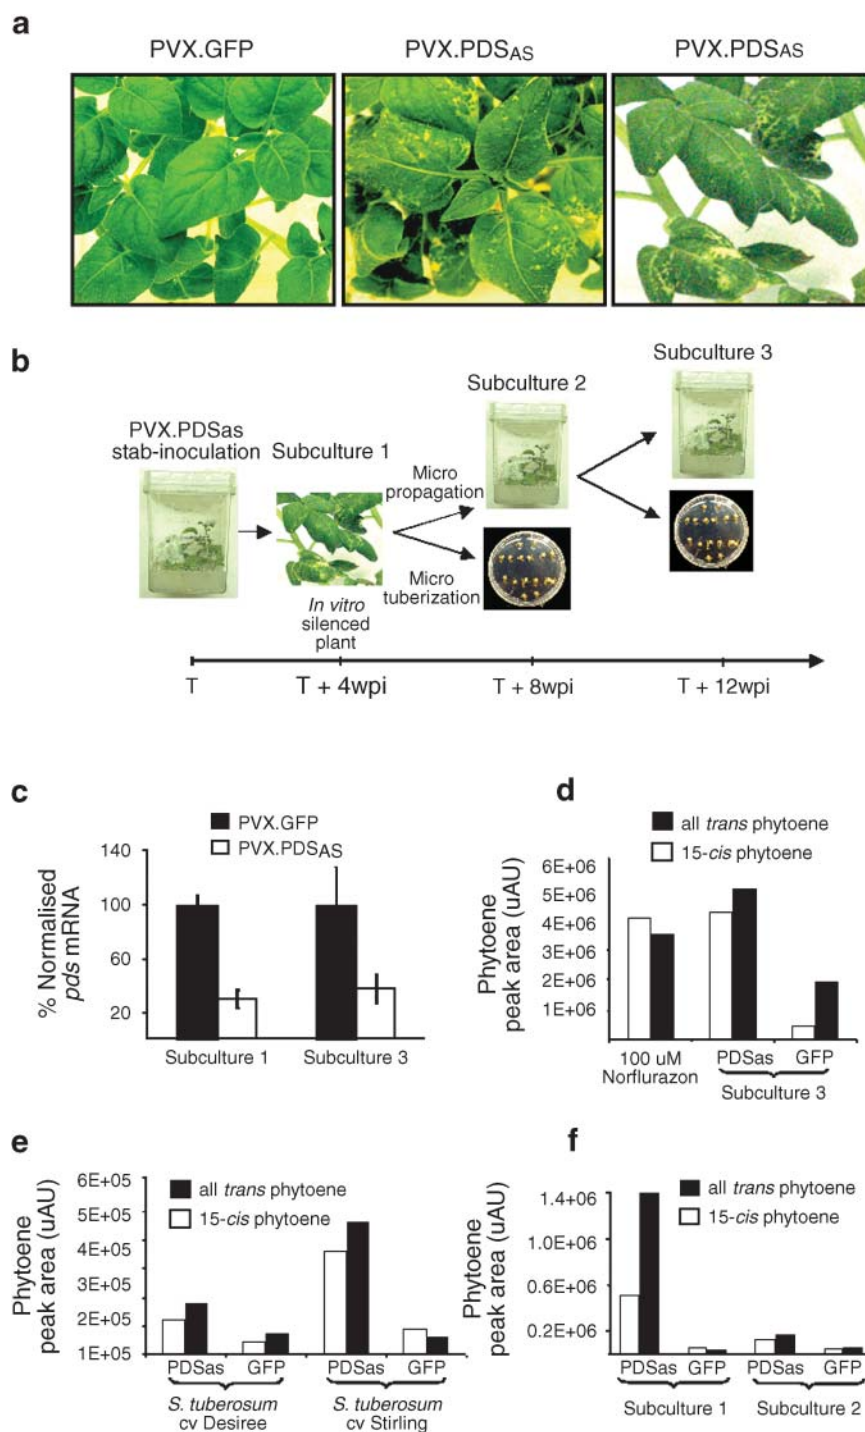 a
PVX.GFP
PVX.PDSAS
PVX.PDSAS
b
PVX.PDSas
stab-inoculation
Subculture 1
Subculture 2
Subculture 3
Micro
propagation
Micro
tuberization
In vitro
silenced
plant
T
T + 4wpi
T + 8wpi
T + 12wpi
c
PVX.GFP
PVX.PDSAS
% Normalised
pds mRNA
140
100
60
20
Subculture 1
Subculture 3
d
all trans phytoene
15-cis phytoene
Phytoene
peak area (uAU)
6E+06
5E+06
4E+06
3E+06
2E+06
1E+06
100 uM
Norflurazon
PDSas
GFP
Subculture 3
e
all trans phytoene
15-cis phytoene
Phytoene
peak area (uAU)
6E+05
5E+05
4E+05
3E+05
2E+05
1E+05
PDSas
GFP
PDSas
GFP
S. tuberosum
cv Desiree
S. tuberosum
cv Stirling
f
all trans phytoene
15-cis phytoene
Phytoene
peak area (uAU)
1.4E+06
1.0E+06
0.6E+06
0.2E+06
PDSas
GFP
PDSas
GFP
Subculture 1
Subculture 2